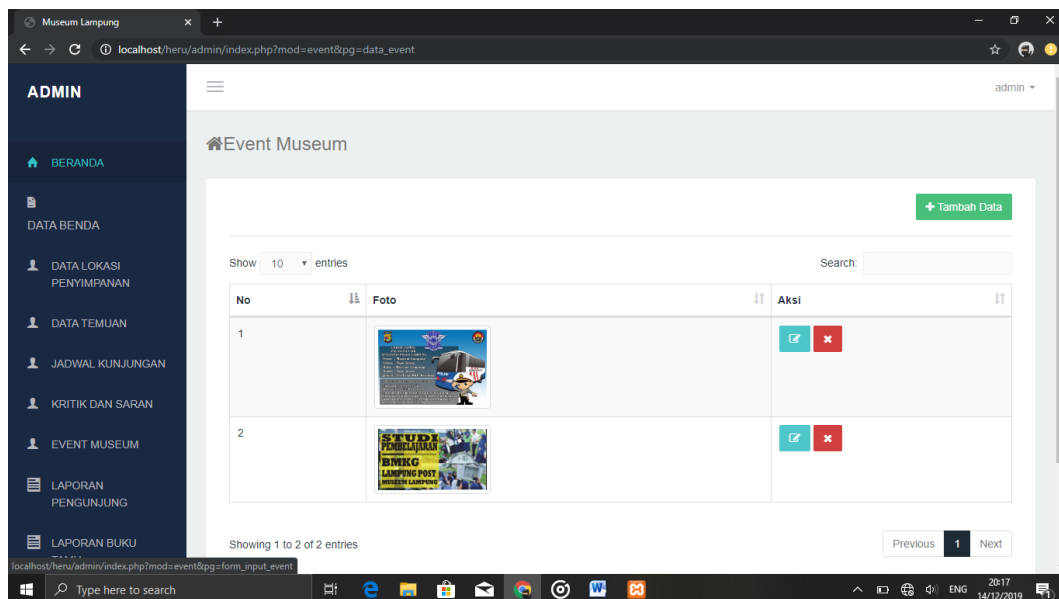 Museum Lampung
localhost/heru/admin/index.php?mod=event&pg=data_event
ADMIN
admin
Event Museum
BERANDA
DATA BENDA
DATA LOKASI
PENYIMPANAN
DATA TEMUAN
JADWAL KUNJUNGAN
KRITIK DAN SARAN
EVENT MUSEUM
LAPORAN
PENGUNJUNG
LAPORAN BUKU
+ Tambah Data
Show 10 entries
Search:
No Foto Aksi
1
2
STUDI
PEMBELAJARAN
BMKG
LAMPUNG POST
MUSEUM LAMPUNG
Showing 1 to 2 of 2 entries
Previous 1 Next
localhost/heru/admin/index.php?mod=event&pg=form_input_event
Type here to search
ENG
20:17
14/12/2019